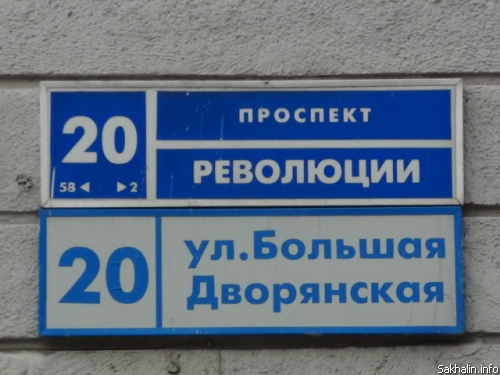 20
ПРОСПЕКТ
РЕВОЛЮЦИИ
58 ◄ ► 2
20
ул.Большая
Дворянская
Sakhalin.info